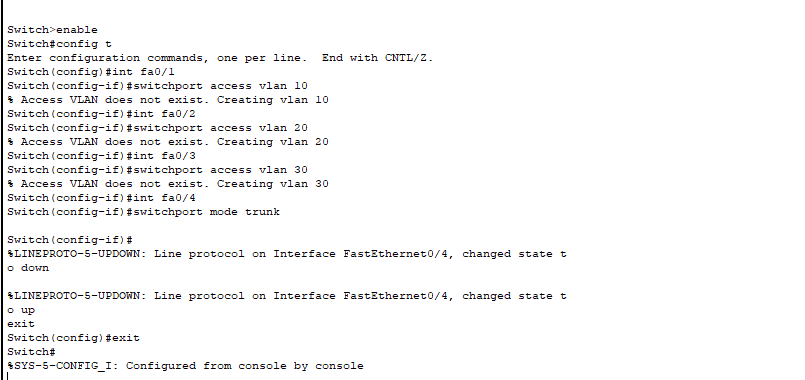 Switch>enable
Switch#config t
Enter configuration commands, one per line.  End with CNTL/Z.
Switch(config)#int fa0/1
Switch(config-if)#switchport access vlan 10
% Access VLAN does not exist. Creating vlan 10
Switch(config-if)#int fa0/2
Switch(config-if)#switchport access vlan 20
% Access VLAN does not exist. Creating vlan 20
Switch(config-if)#int fa0/3
Switch(config-if)#switchport access vlan 30
% Access VLAN does not exist. Creating vlan 30
Switch(config-if)#int fa0/4
Switch(config-if)#switchport mode trunk
Switch(config-if)#
%LINEPROTO-5-UPDOWN: Line protocol on Interface FastEthernet0/4, changed state t
o down
%LINEPROTO-5-UPDOWN: Line protocol on Interface FastEthernet0/4, changed state t
o up
exit
Switch(config)#exit
Switch#
%SYS-5-CONFIG_I: Configured from console by console